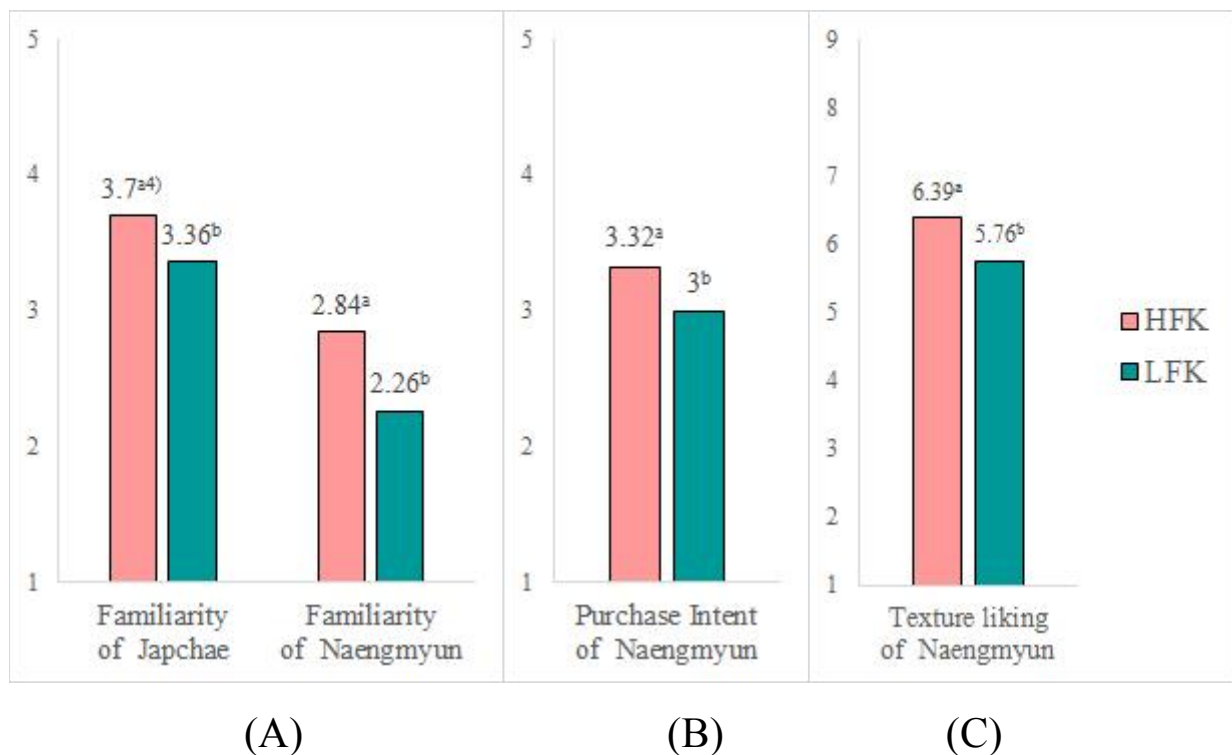 5
4
3
2
1
3.7ᵃ⁴⁾
3.36ᵇ
2.84ᵃ
2.26ᵇ
Familiarity
of Japchae
Familiarity
of Naengmyun
5
4
3
2
1
3.32ᵃ
3ᵇ
Purchase Intent
of Naengmyun
9
8
7
6
5
4
3
2
1
6.39ᵃ
5.76ᵇ
Texture liking
of Naengmyun
HFK
LFK
(A)
(B)
(C)